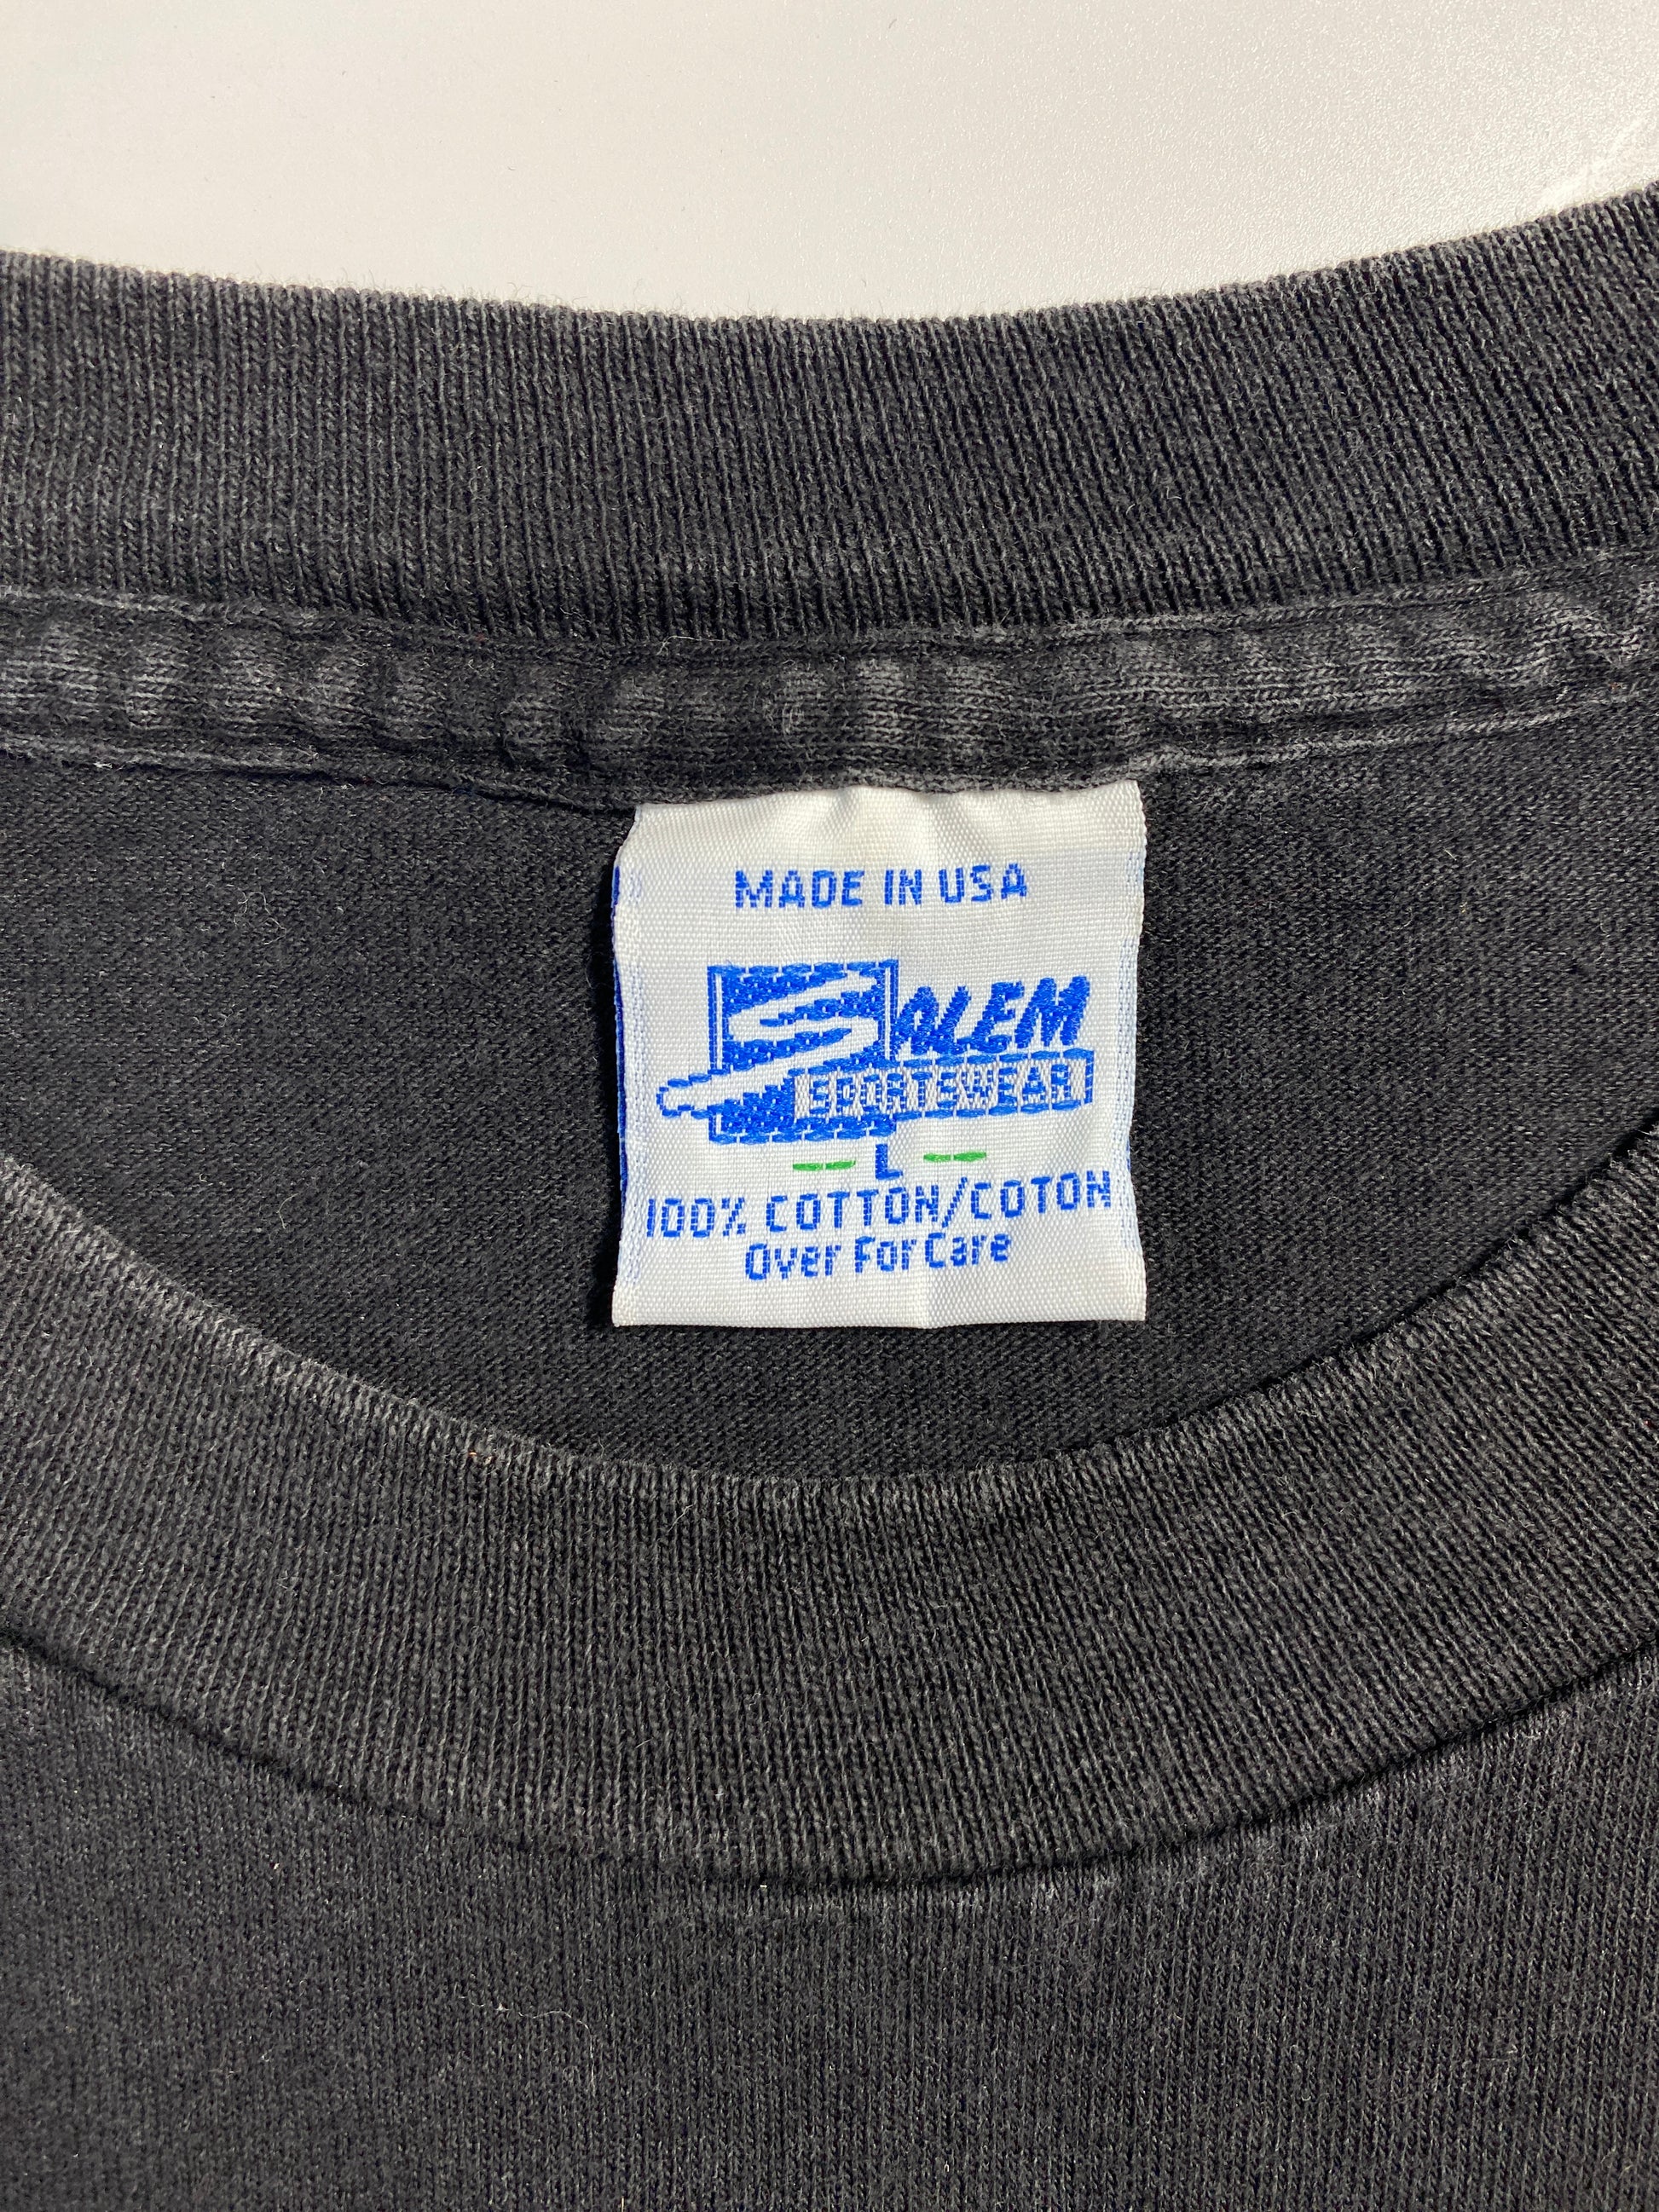 MADE IN USA
SALEM
SPORTSWEAR
L
100% COTTON/COTON
Over For Care